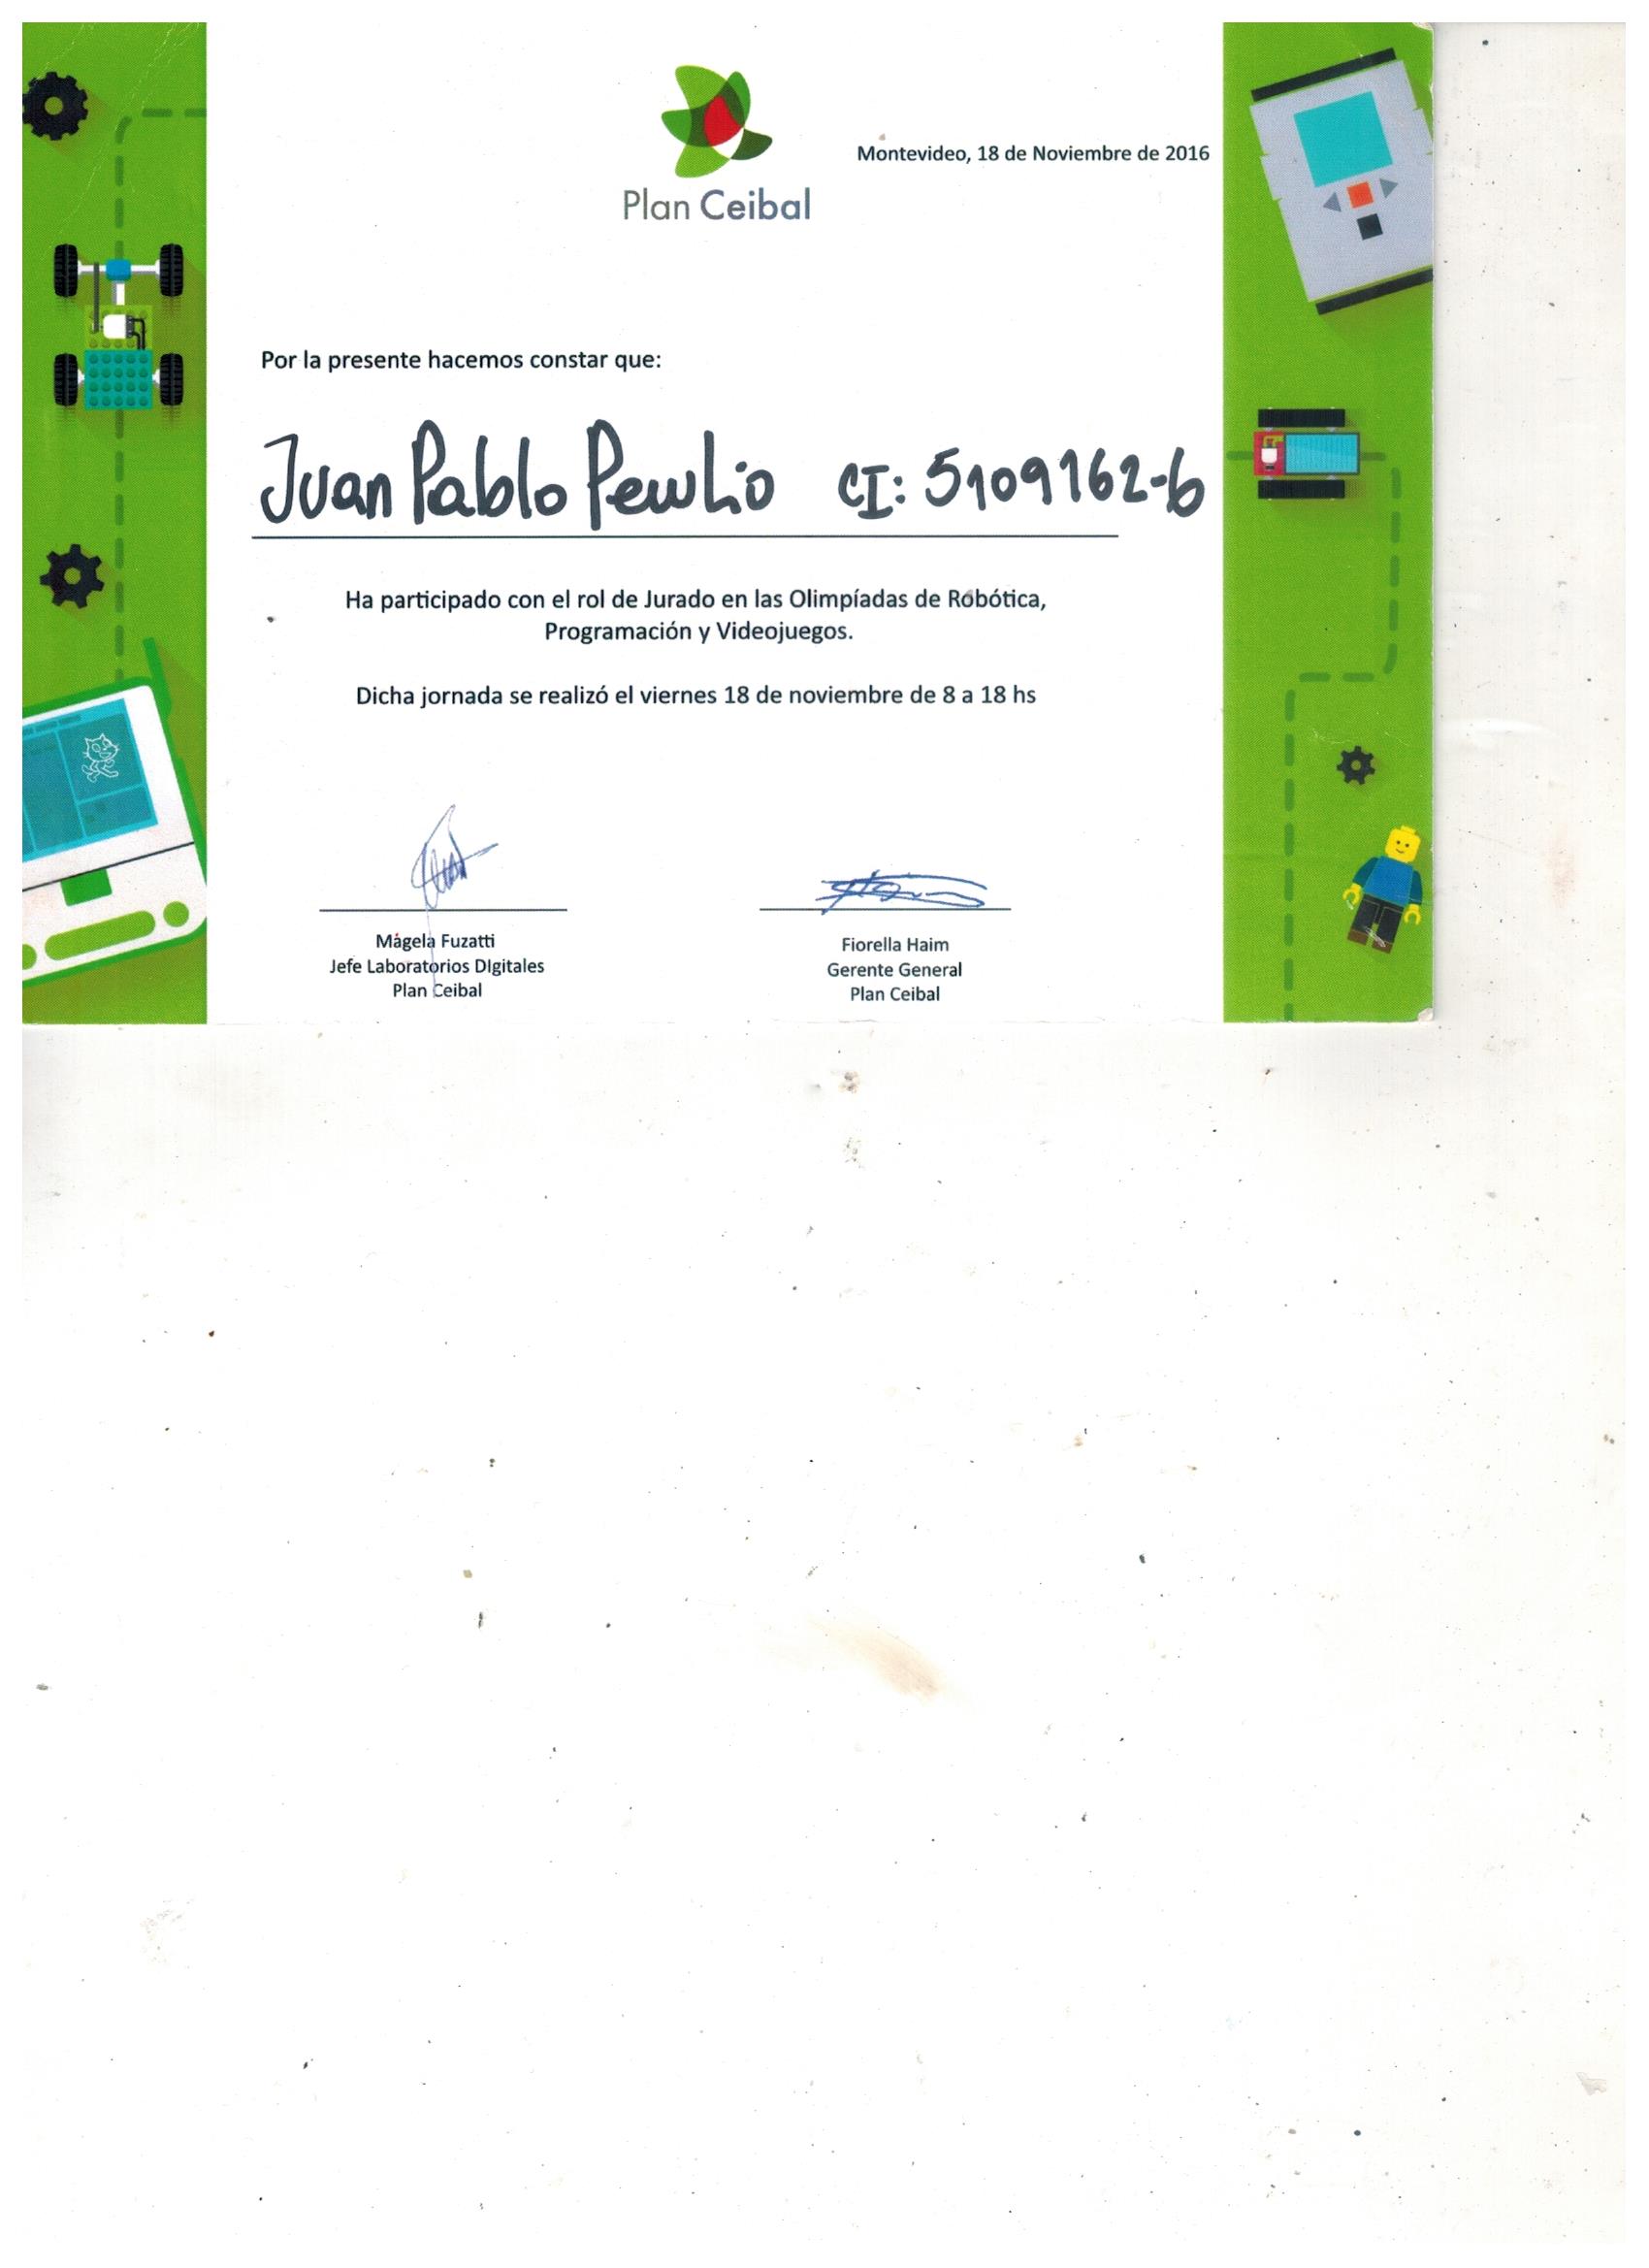 Plan Ceibal
Montevideo, 18 de Noviembre de 2016
Por la presente hacemos constar que:
Juan Pablo CI: 5109162-6
Ha participado con el rol de Jurado en las Olimpíadas de Robótica,
Programación y Videojuegos.
Dicha jornada se realizó el viernes 18 de noviembre de 8 a 18 hs
Magela Fuzatti
Jefe Laboratorios DIgitales
Plan Ceibal
Fiorella Haim
Gerente General
Plan Ceibal